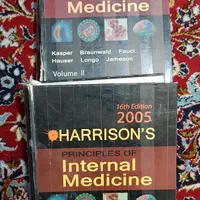 Medicine
Kasper Braunwald Fauci
Hauser Longo Jameson
Volume II
16th Edition
2005
HARRISON'S
PRINCIPLES OF
Internal
Medicine